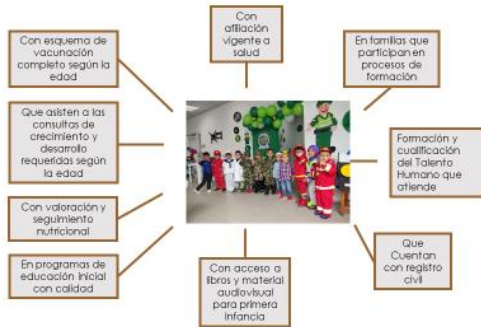 Con
afiliación
vigente a
salud
Con esquema de
vacunación
completo según la
edad
En familias que
participan en
procesos de
formación
Que asisten a las
consultas de
crecimiento y
desarrollo
requeridas según
la edad
Formación y
cualificación
del Talento
Humano que
atiende
Con valoración y
seguimiento
nutricional
En programas de
educación inicial
con calidad
Con acceso a
libros y material
audiovisual
para primera
infancia
Que
Cuentan
con registro
civil